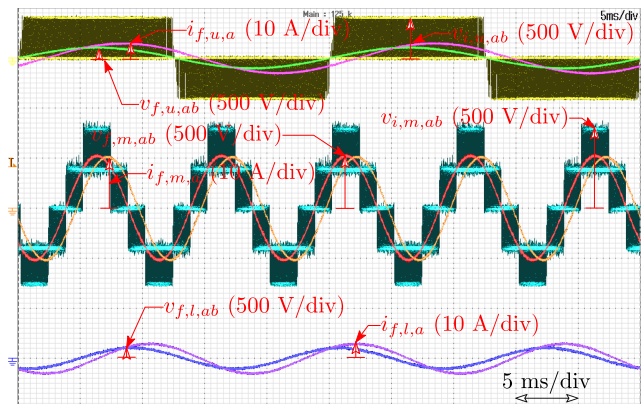 Main : 125 k
5ms/div
i_{f,u,a} (10 A/div)
v_{i,u,ab} (500 V/div)
v_{f,u,ab} (500 V/div)
v_{f,m,ab} (500 V/div)
v_{i,m,ab} (500 V/div)
i_{f,m,a} (10 A/div)
v_{f,l,ab} (500 V/div)
i_{f,l,a} (10 A/div)
5 ms/div